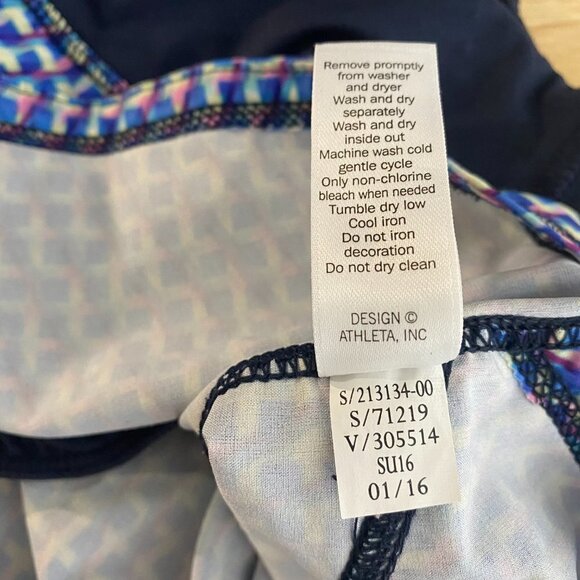 Remove promptly
from washer
and dryer
Wash and dry
separately
Wash and dry
inside out
Machine wash cold
gentle cycle
Only non-chlorine
bleach when needed
Tumble dry low
Cool iron
Do not iron
decoration
Do not dry clean
DESIGN ©
ATHLETA, INC
S/213134-00
S/71219
V/305514
SU16
01/16